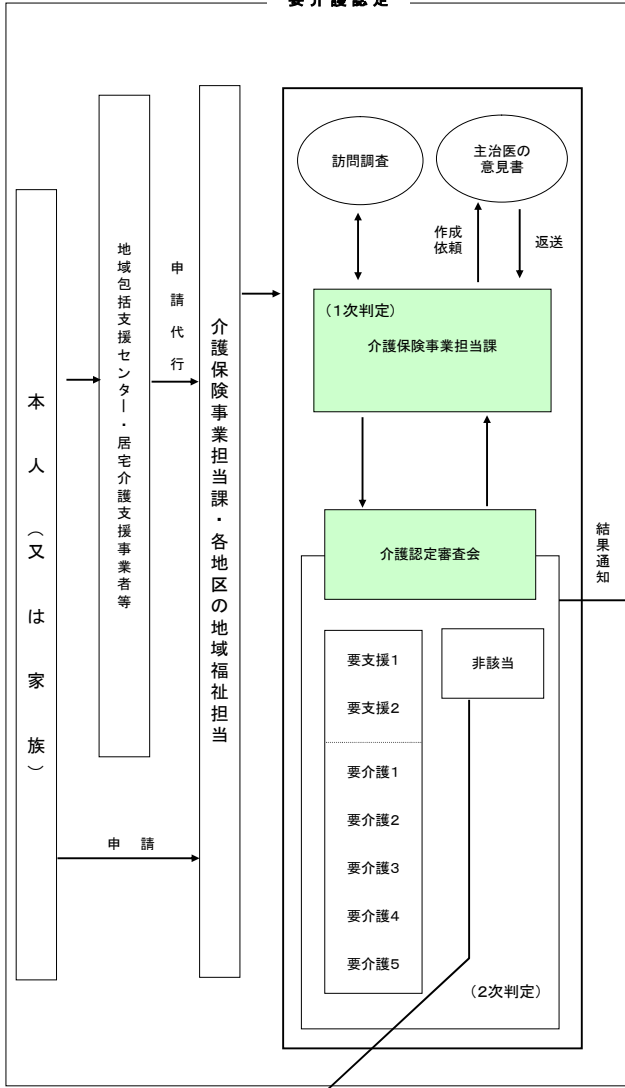 要介護認定
訪問調査
主治医の
意見書
作成
依頼
返送
(1次判定)
介護保険事業担当課
介護認定審査会
要支援1
要支援2
要介護1
要介護2
要介護3
要介護4
要介護5
非該当
(2次判定)
結果通知
本人(又は家族)
地域包括支援センター・居宅介護支援事業者等
申請代行
介護保険事業担当課・各地区の地域福祉担当
申 請